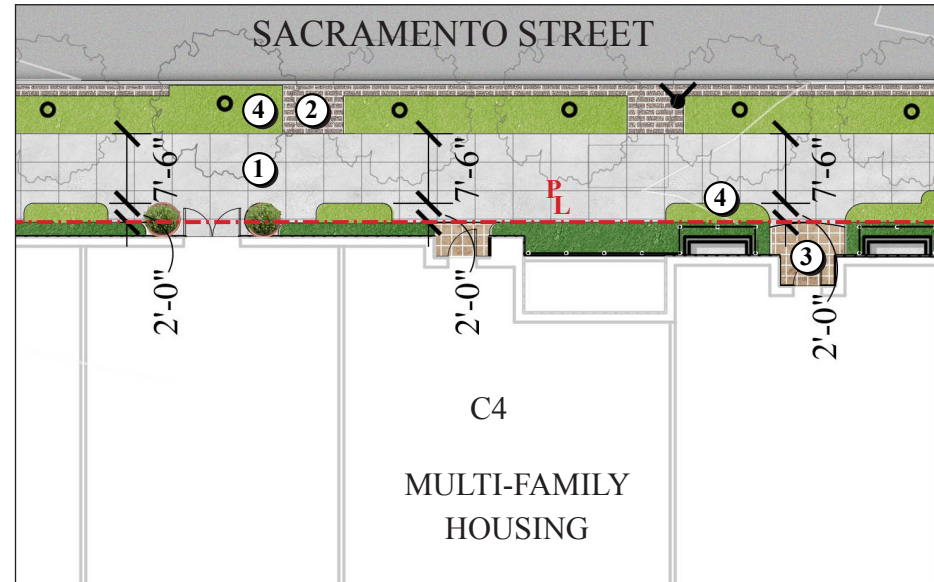 SACRAMENTO STREET
4
2
1
7'-6"
7'-6"
7'-6"
P
L
4
3
2'-0"
2'-0"
2'-0"
C4
MULTI-FAMILY
HOUSING